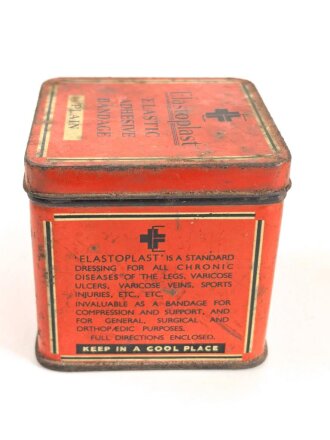 Elastoplast
ELASTIC
ADHESIVE
BANDAGE
PLAIN
"ELASTOPLAST" IS A STANDARD
DRESSING FOR ALL CHRONIC
DISEASES OF THE LEGS, VARICOSE
ULCERS, VARICOSE VEINS, SPORTS
INJURIES, ETC., ETC.
INVALUABLE AS A BANDAGE FOR
COMPRESSION AND SUPPORT, AND
FOR GENERAL, SURGICAL AND
ORTHOPÆDIC PURPOSES.
FULL DIRECTIONS ENCLOSED.
KEEP IN A COOL PLACE